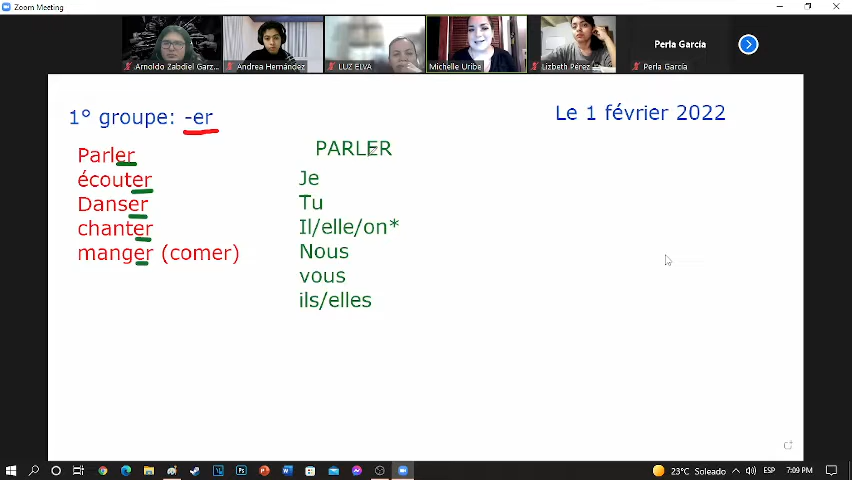 Zoom Meeting
Perla García
Arnoldo Zabdiel Garz...
Andrea Hernández
LUZ ELVA
Michelle Uribe
Lizbeth Pérez
Perla García
1° groupe: -er
Le 1 février 2022
Parler
écouter
Danser
chanter
manger (comer)
PARLER
Je
Tu
Il/elle/on*
Nous
vous
ils/elles
23°C Soleado
ESP
7:09 PM